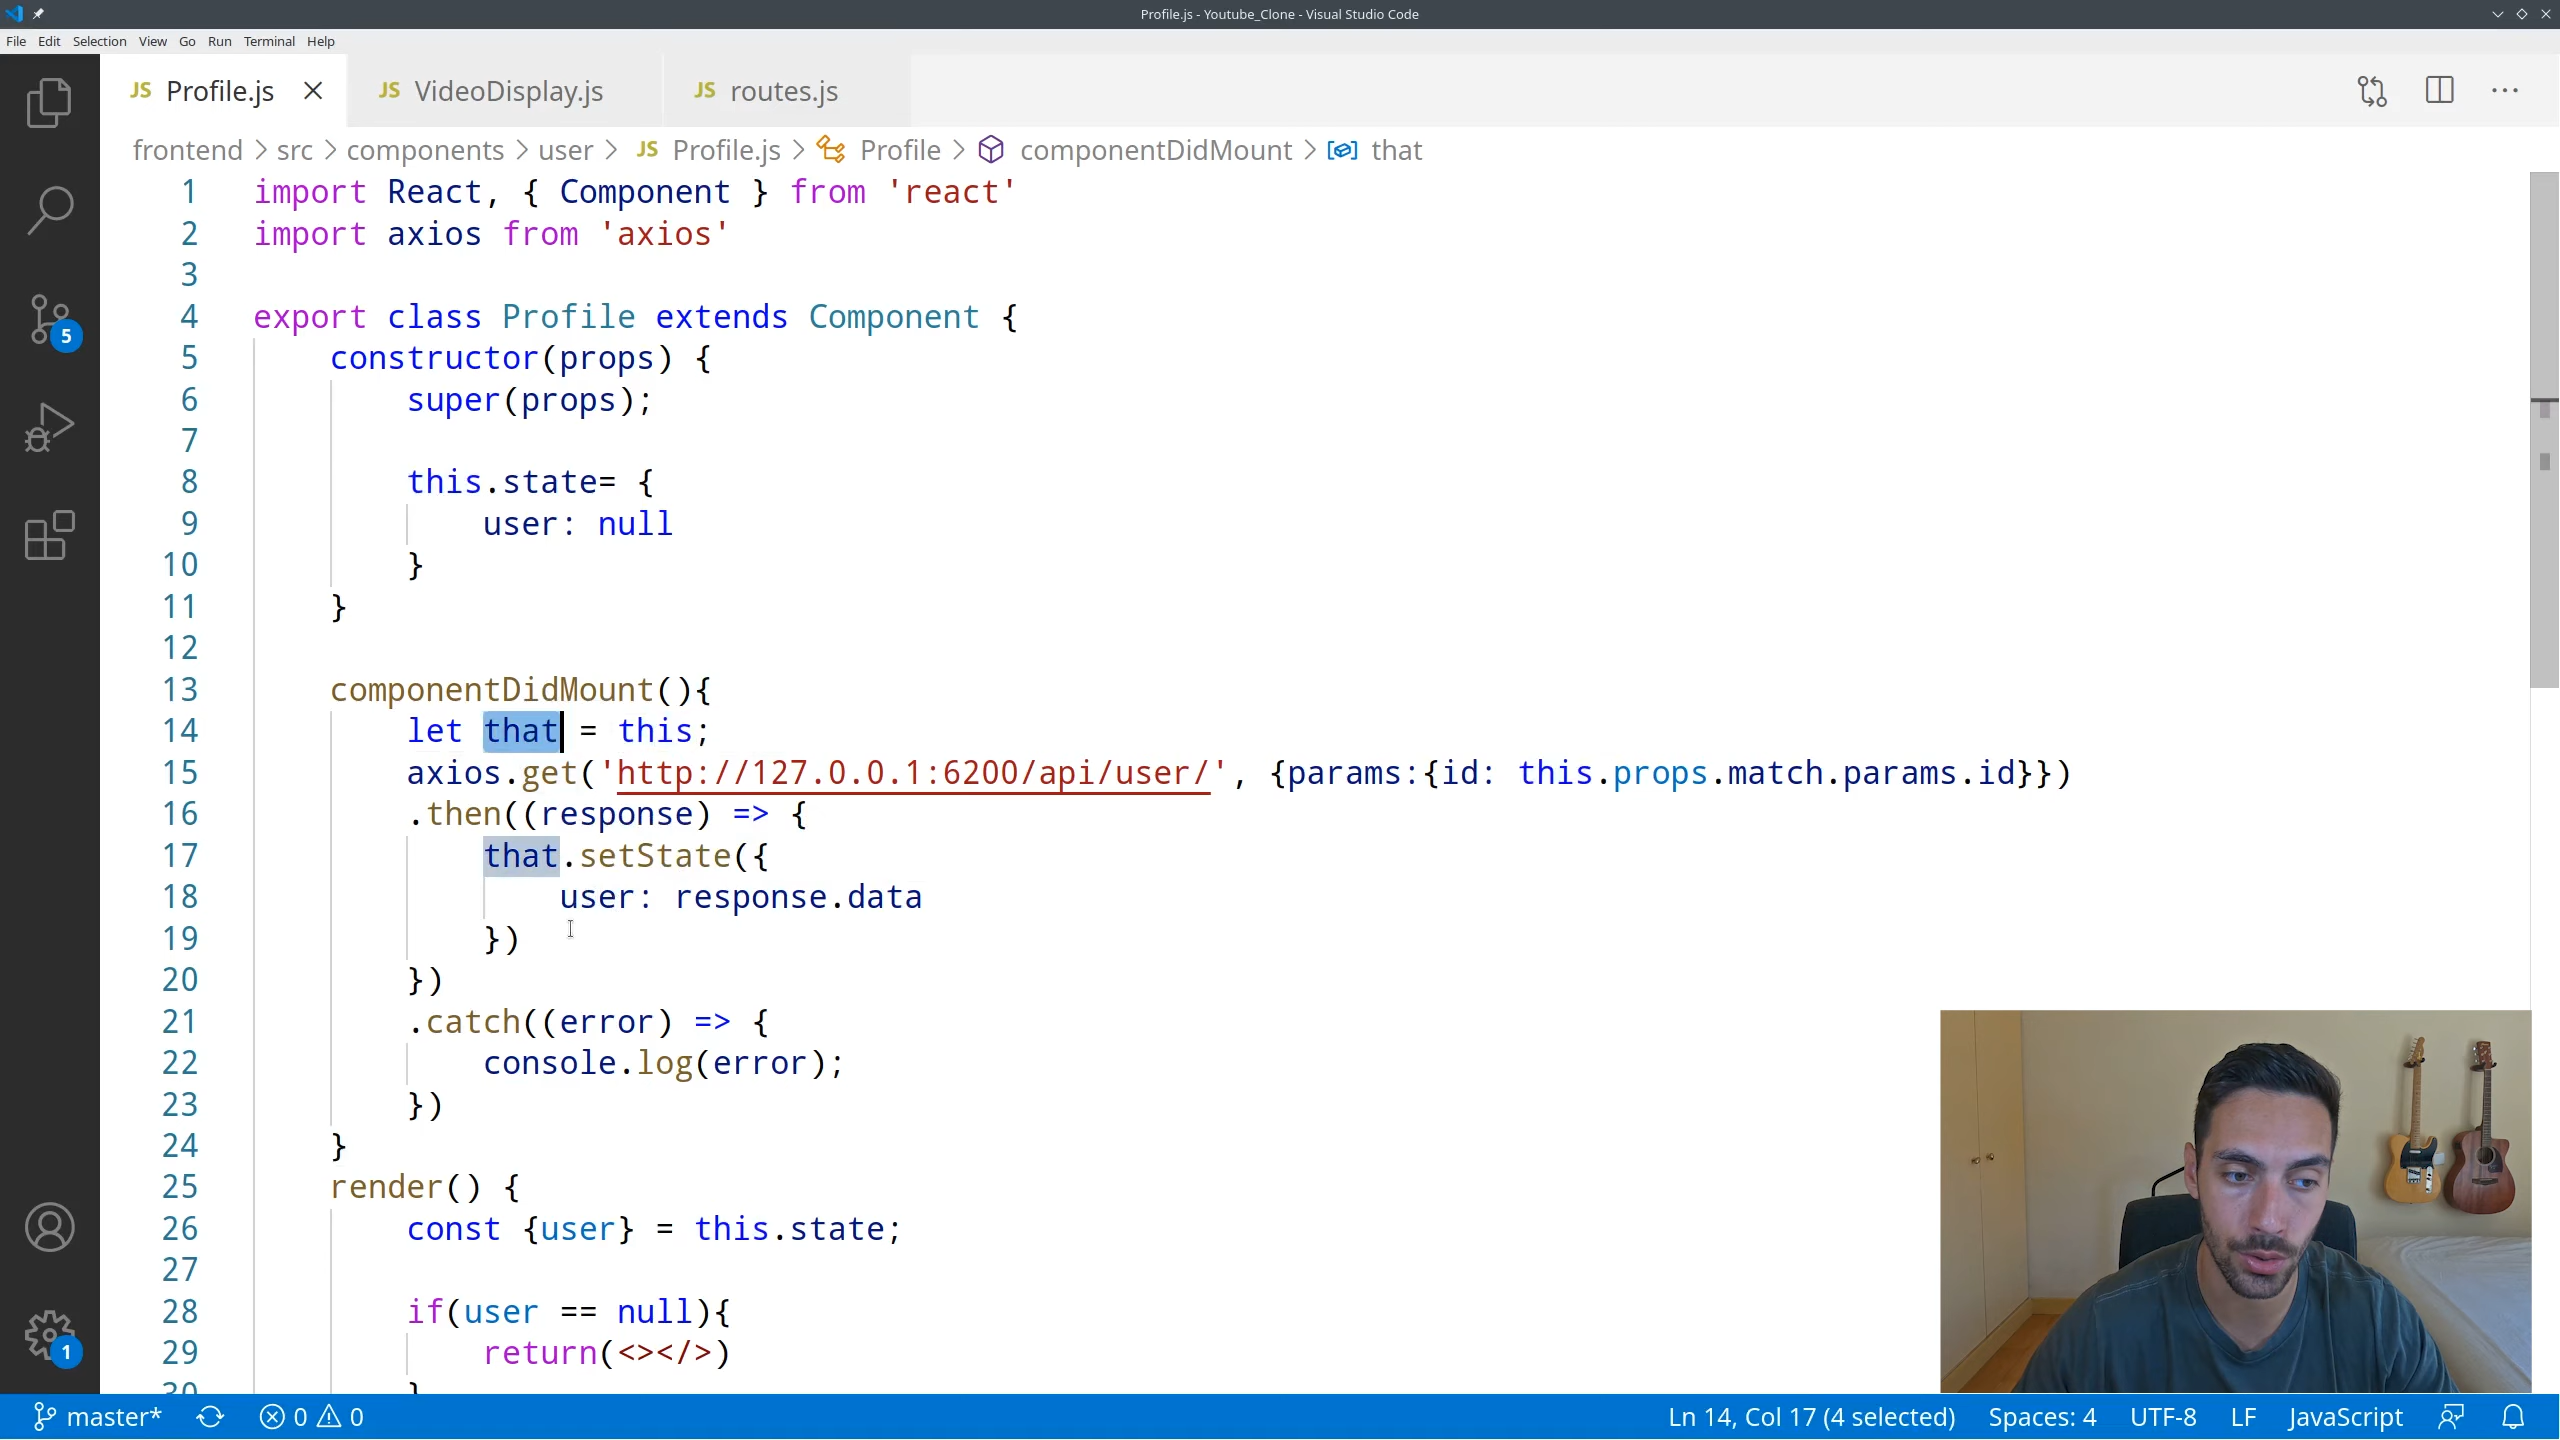 Profile.js - Youtube_Clone - Visual Studio Code
File Edit Selection View Go Run Terminal Help
JS Profile.js JS VideoDisplay.js JS routes.js
frontend > src > components > user > JS Profile.js > Profile > componentDidMount > that
1 import React, { Component } from 'react'
2 import axios from 'axios'
3
4 export class Profile extends Component {
5 constructor(props) {
6 super(props);
7
8 this.state= {
9 user: null
10 }
11 }
12
13 componentDidMount(){
14 let that = this;
15 axios.get('http://127.0.0.1:6200/api/user/', {params:{id: this.props.match.params.id}})
16 .then((response) => {
17 that.setState({
18 user: response.data
19 })
20 })
21 .catch((error) => {
22 console.log(error);
23 })
24 }
25 render() {
26 const {user} = this.state;
27
28 if(user == null){
29 return(<></>)
30 }
5
1
master* 0 0 Ln 14, Col 17 (4 selected) Spaces: 4 UTF-8 LF JavaScript